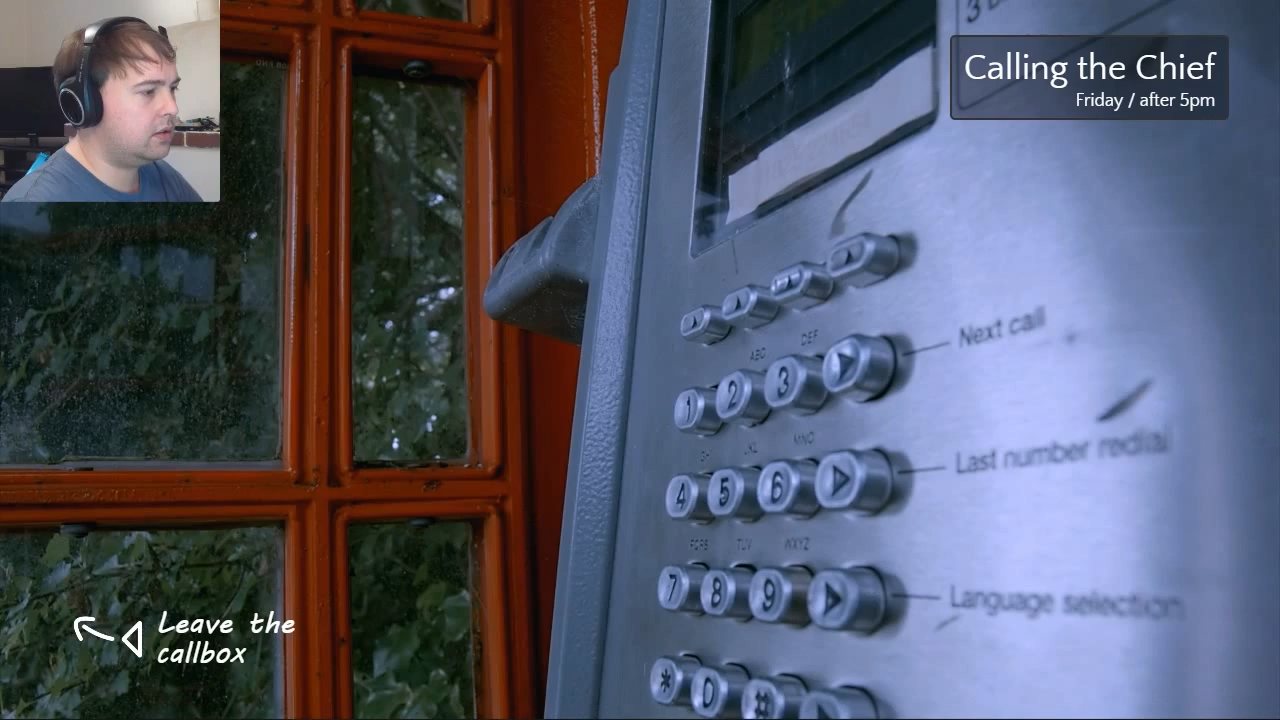 Calling the Chief
Friday / after 5pm
ABC
DEF
Next call
1
2
3
MNO
Last number redial
4
5
6
TUV
WXYZ
7
8
9
Language selection
*
0
#
Leave the
callbox